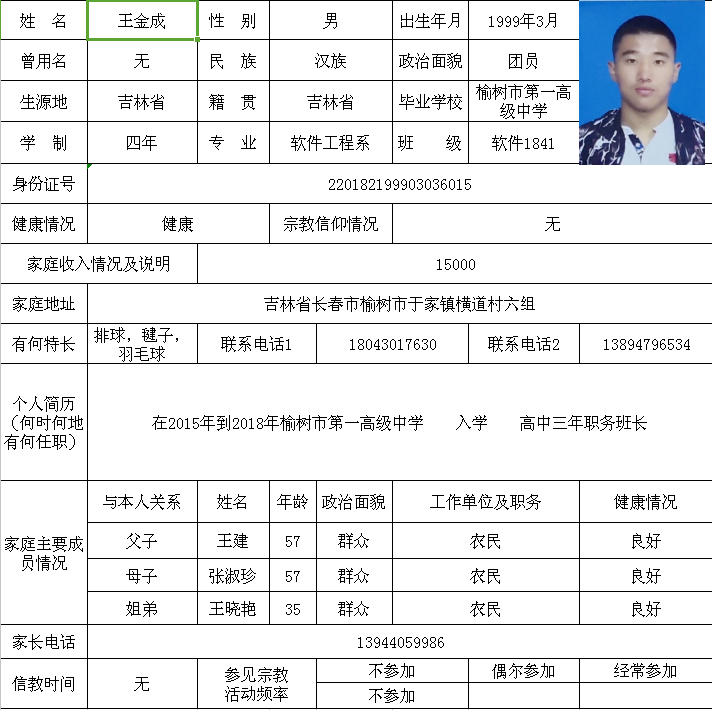 姓 名 王金成 性 别 男 出生年月 1999年3月
曾用名 无 民 族 汉族 政治面貌 团员
生源地 吉林省 籍 贯 吉林省 毕业学校 榆树市第一高
级中学
学 制 四年 专 业 软件工程系 班 级 软件1841
身份证号 220182199903036015
健康情况 健康 宗教信仰情况 无
家庭收入情况及说明 15000
家庭地址 吉林省长春市榆树市于家镇横道村六组
有何特长 排球，毽子，
羽毛球 联系电话1 18043017630 联系电话2 13894796534
个人简历
（何时何地
有何任职） 在2015年到2018年榆树市第一高级中学 入学 高中三年职务班长
家庭主要成
员情况
与本人关系 姓名 年龄 政治面貌 工作单位及职务 健康情况
父子 王建 57 群众 农民 良好
母子 张淑珍 57 群众 农民 良好
姐弟 王晓艳 35 群众 农民 良好
家长电话 13944059986
信教时间 无 参见宗教
活动频率 不参加 偶尔参加 经常参加
不参加